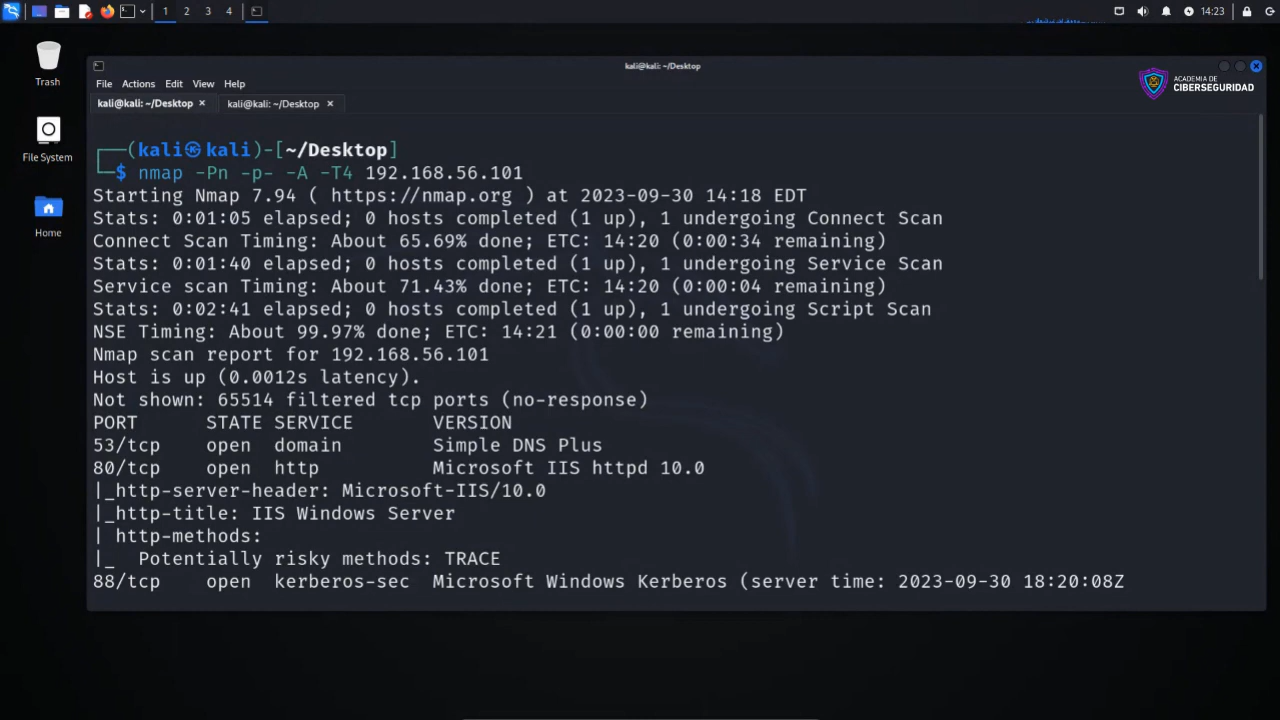 1 2 3 4
14:23
Trash
File System
Home
kali@kali: ~/Desktop
File Actions Edit View Help
kali@kali: ~/Desktop × kali@kali: ~/Desktop ×
ACADEMIA DE
CIBERSEGURIDAD
┌──(kali㉿kali)-[~/Desktop]
└─$ nmap -Pn -p- -A -T4 192.168.56.101
Starting Nmap 7.94 ( https://nmap.org ) at 2023-09-30 14:18 EDT
Stats: 0:01:05 elapsed; 0 hosts completed (1 up), 1 undergoing Connect Scan
Connect Scan Timing: About 65.69% done; ETC: 14:20 (0:00:34 remaining)
Stats: 0:01:40 elapsed; 0 hosts completed (1 up), 1 undergoing Service Scan
Service scan Timing: About 71.43% done; ETC: 14:20 (0:00:04 remaining)
Stats: 0:02:41 elapsed; 0 hosts completed (1 up), 1 undergoing Script Scan
NSE Timing: About 99.97% done; ETC: 14:21 (0:00:00 remaining)
Nmap scan report for 192.168.56.101
Host is up (0.0012s latency).
Not shown: 65514 filtered tcp ports (no-response)
PORT STATE SERVICE VERSION
53/tcp open domain Simple DNS Plus
80/tcp open http Microsoft IIS httpd 10.0
|_http-server-header: Microsoft-IIS/10.0
|_http-title: IIS Windows Server
| http-methods:
|_ Potentially risky methods: TRACE
88/tcp open kerberos-sec Microsoft Windows Kerberos (server time: 2023-09-30 18:20:08Z